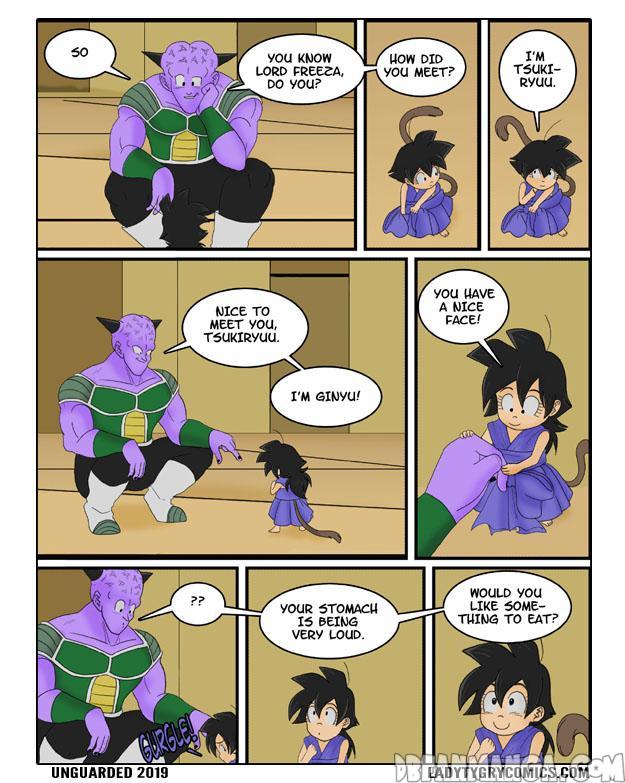 SO
YOU KNOW
LORD FREEZA,
DO YOU?
HOW DID
YOU MEET?
I'M
TSUKI-
RYUU.
NICE TO
MEET YOU,
TSUKIRYUU.
I'M GINYU!
YOU HAVE
A NICE
FACE!
??
GURGLE!
YOUR STOMACH
IS BEING
VERY LOUD.
WOULD YOU
LIKE SOME-
THING TO EAT?
UNGUARDED 2019
LADYTYGRYCOMICS.COM
DBFANMANGA.COM